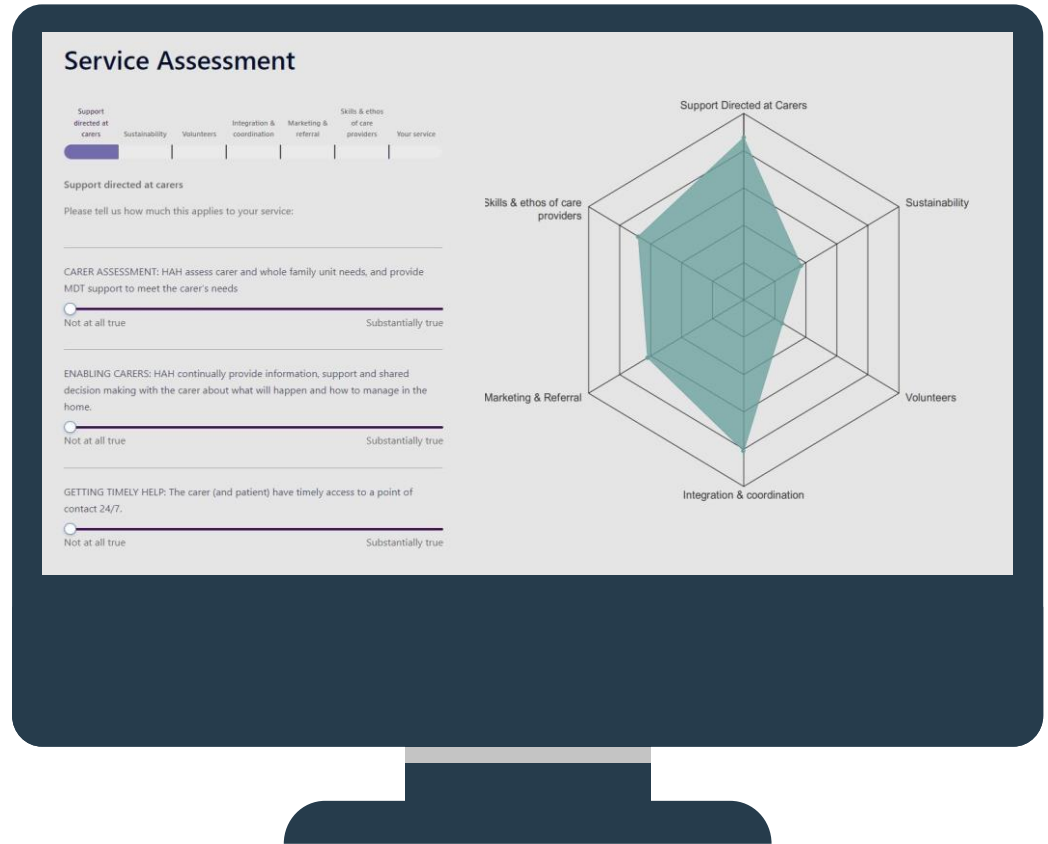 Service Assessment
Support
directed at
carers
Sustainability
Volunteers
Integration &
coordination
Marketing &
referral
Skills & ethos
of care
providers
Your service
Support directed at carers
Please tell us how much this applies to your service:
CARER ASSESSMENT: HAH assess carer and whole family unit needs, and provide
MDT support to meet the carer's needs
Not at all true
Substantially true
ENABLING CARERS: HAH continually provide information, support and shared
decision making with the carer about what will happen and how to manage in the
home.
Not at all true
Substantially true
GETTING TIMELY HELP: The carer (and patient) have timely access to a point of
contact 24/7.
Not at all true
Substantially true
Support Directed at Carers
Skills & ethos of care
providers
Sustainability
Marketing & Referral
Volunteers
Integration & coordination